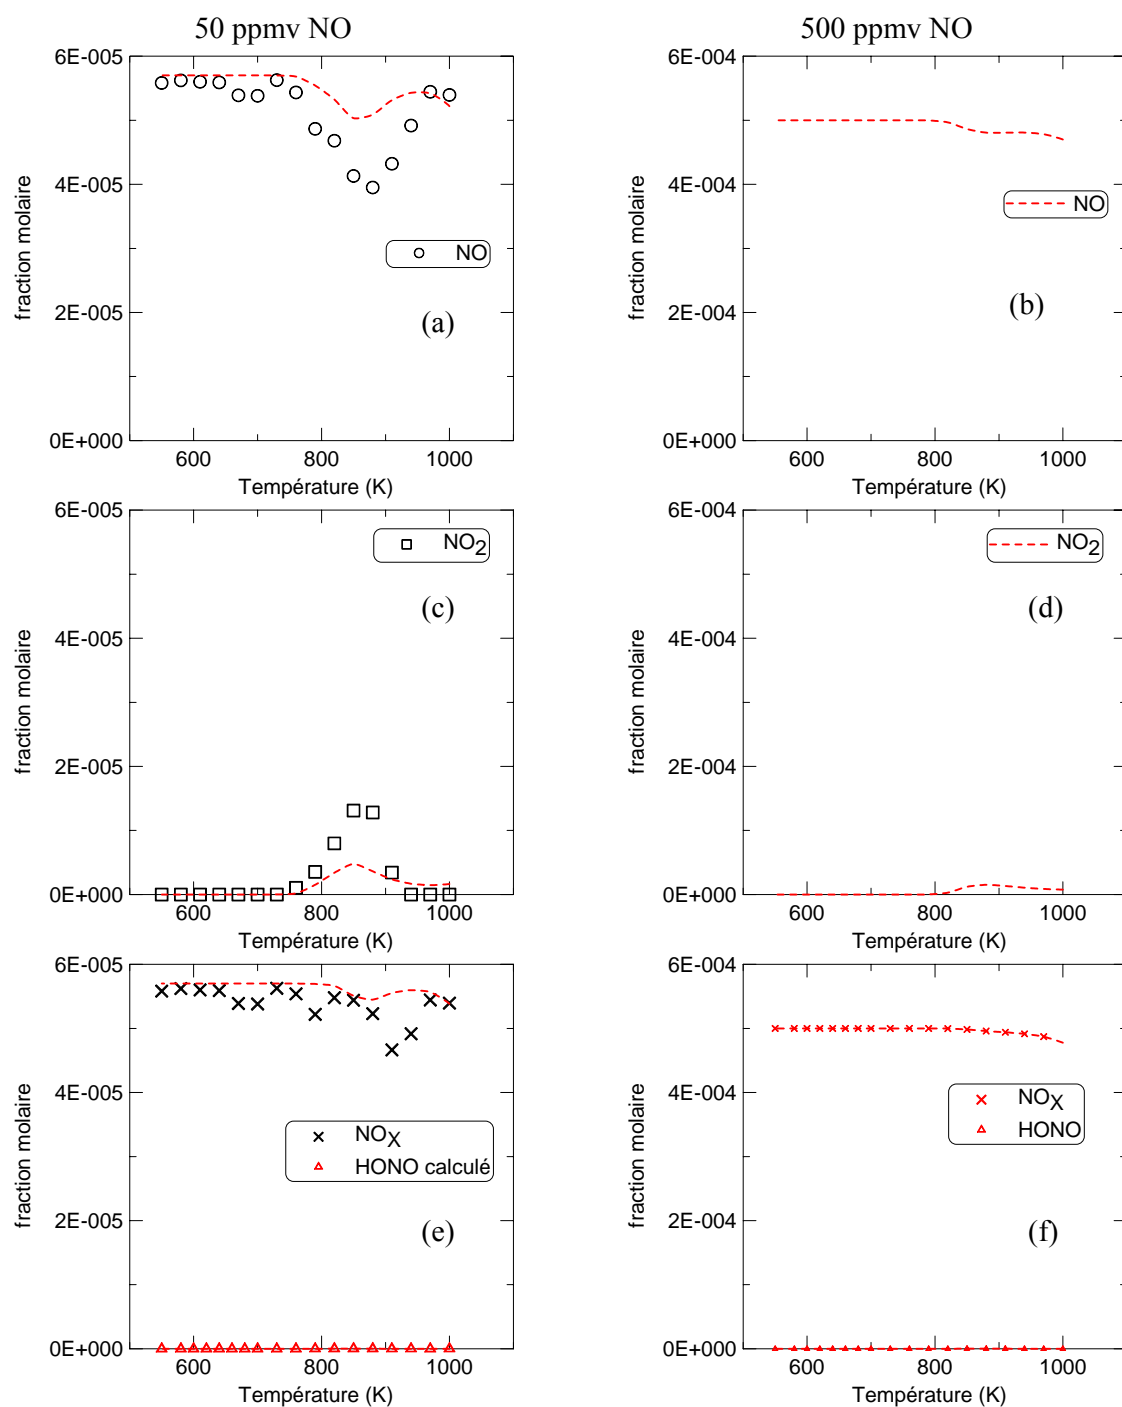 50 ppmv NO
500 ppmv NO
6E-005
4E-005
2E-005
0E+000
fraction molaire
NO
(a)
600 800 1000
Température (K)
6E-004
4E-004
2E-004
0E+000
fraction molaire
NO
(b)
600 800 1000
Température (K)
6E-005
4E-005
2E-005
0E+000
fraction molaire
NO2
(c)
600 800 1000
Température (K)
6E-004
4E-004
2E-004
0E+000
fraction molaire
NO2
(d)
600 800 1000
Température (K)
6E-005
4E-005
2E-005
0E+000
fraction molaire
NOX
HONO calculé
(e)
600 800 1000
Température (K)
6E-004
4E-004
2E-004
0E+000
fraction molaire
NOX
HONO
(f)
600 800 1000
Température (K)